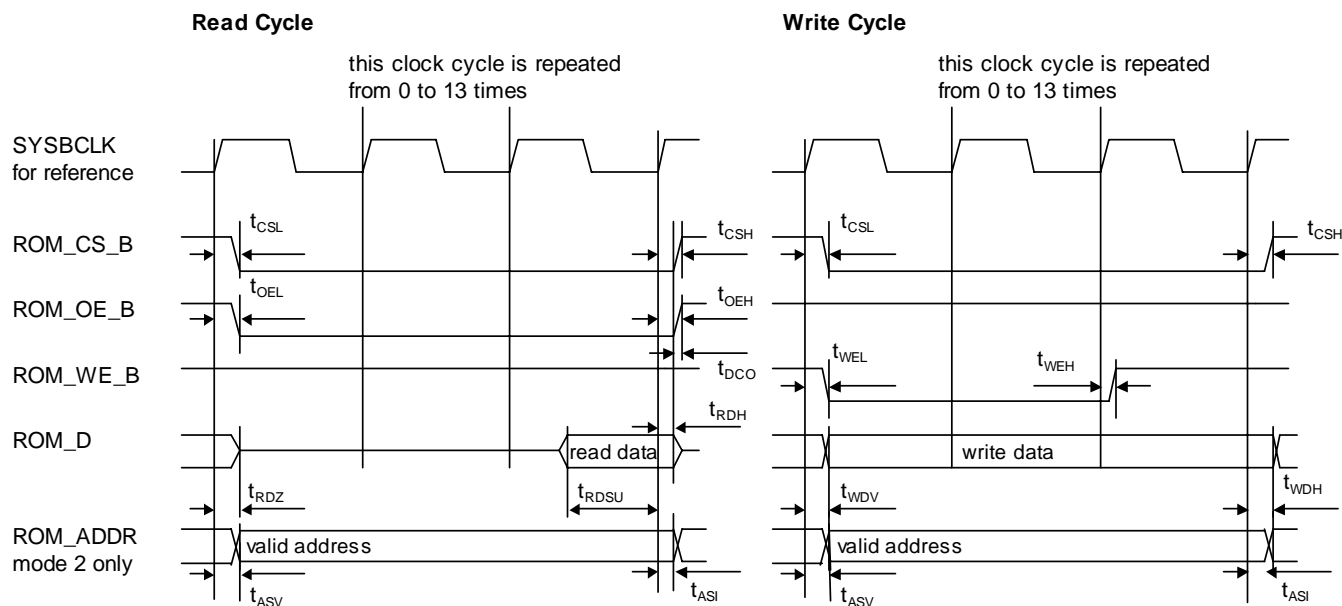 Read Cycle
Write Cycle
this clock cycle is repeated
from 0 to 13 times
this clock cycle is repeated
from 0 to 13 times
SYSBCLK
for reference
ROM_CS_B
tCSL
tCSH
tCSL
tCSH
ROM_OE_B
tOEL
tOEH
ROM_WE_B
tDCO
tWEL
tWEH
tRDH
ROM_D
read data
write data
tRDZ
tRDSU
tWDV
tWDH
ROM_ADDR
mode 2 only
valid address
valid address
tASV
tASI
tASV
tASI